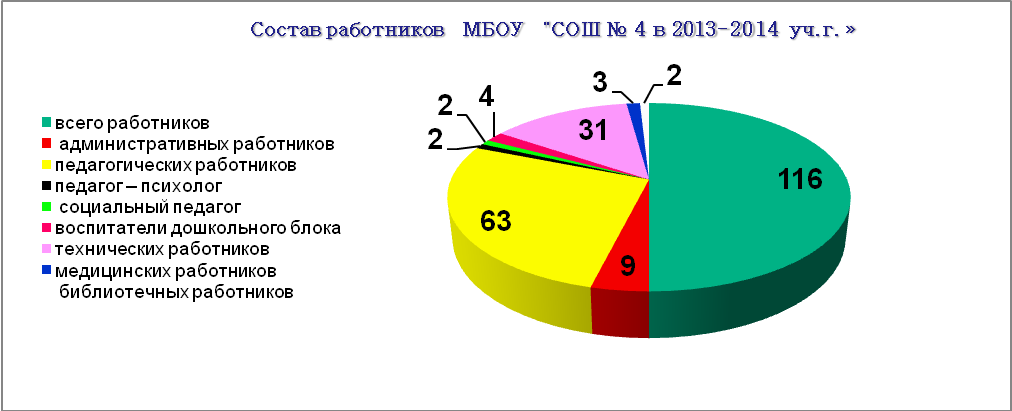 Состав работников МБОУ "СОШ № 4 в 2013-2014 уч.г. »
всего работников
административных работников
педагогических работников
педагог – психолог
социальный педагог
воспитатели дошкольного блока
технических работников
медицинских работников
библиотечных работников
116
9
63
2
2
4
31
3
2